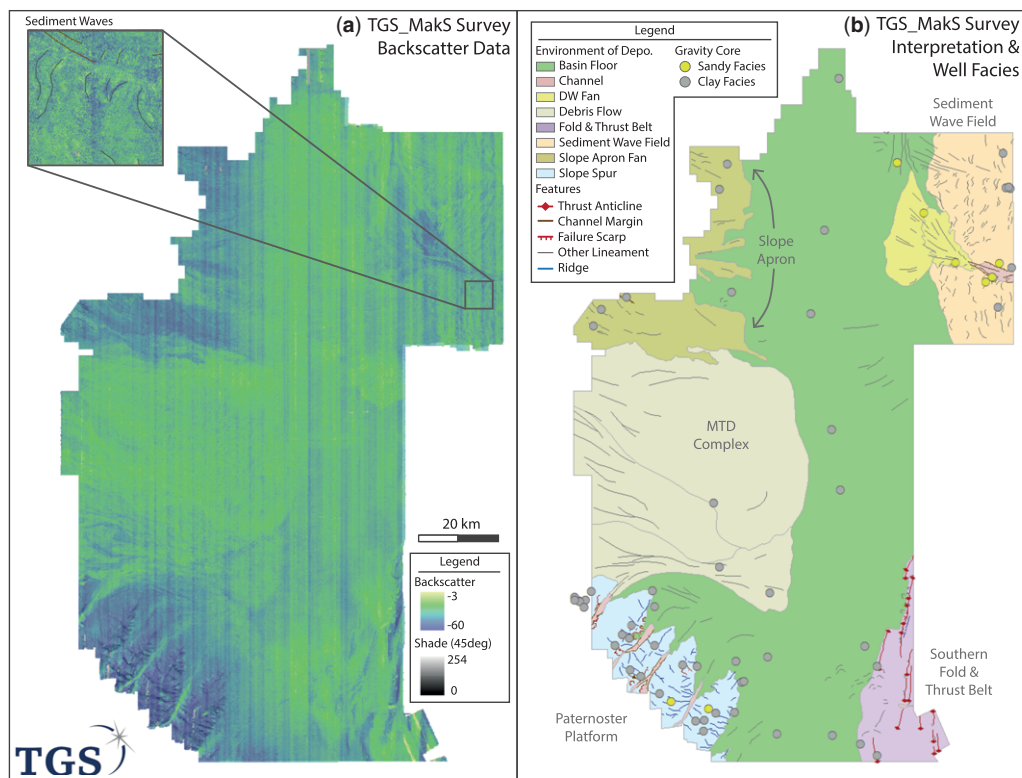 Sediment Waves
(a) TGS_MakS Survey
Backscatter Data
20 km
Legend
Backscatter
-3
-60
Shade (45deg)
254
0
TGS
(b) TGS_MakS Survey
Interpretation &
Well Facies
Legend
Environment of Depo.
Basin Floor
Channel
DW Fan
Debris Flow
Fold & Thrust Belt
Sediment Wave Field
Slope Apron Fan
Slope Spur
Gravity Core
Sandy Facies
Clay Facies
Features
Thrust Anticline
Channel Margin
Failure Scarp
Other Lineament
Ridge
Sediment
Wave Field
Slope
Apron
MTD
Complex
Southern
Fold &
Thrust Belt
Paternoster
Platform